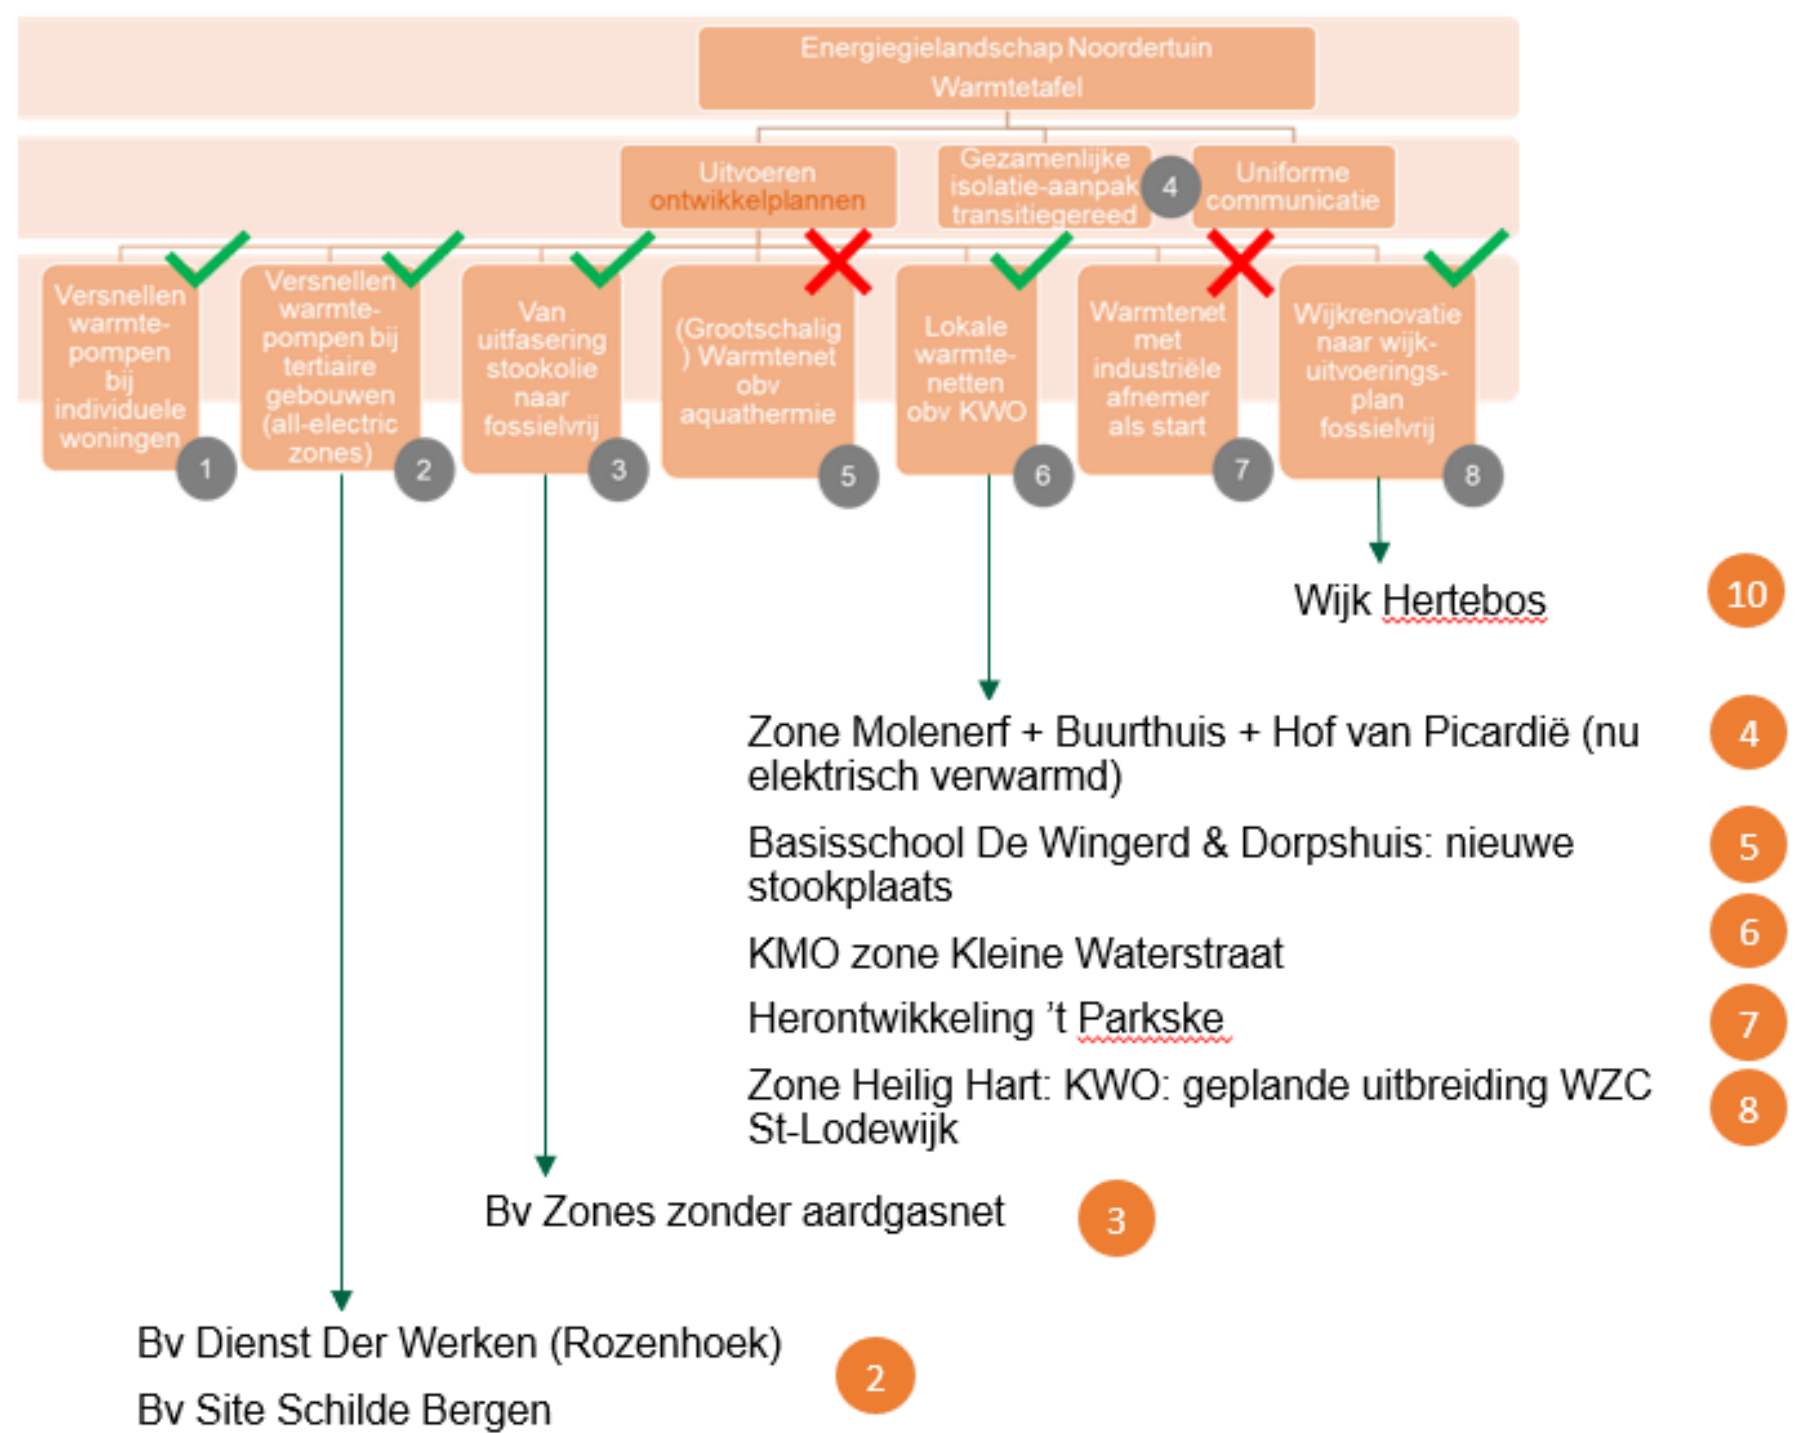 Energiegielandschap Noordertuin
Warmtetafel
Uitvoeren
ontwikkelplannen
Gezamenlijke
isolatie-aanpak
transitiegereed
4
Uniforme
communicatie
Versnellen
warmte-
pompen
bij
individuele
woningen
1
Versnellen
warmte-
pompen bij
tertiaire
gebouwen
(all-electric
zones)
2
Van
uitfasering
stookolie
naar
fossielvrij
3
(Grootschalig
) Warmtenet
obv
aquathermie
5
Lokale
warmte-
netten
obv KWO
6
Warmtenet
met
industriële
afnemer
als start
7
Wijkrenovatie
naar wijk-
uitvoerings-
plan
fossielvrij
8
Wijk Hertebos
10
Zone Molenerf + Buurthuis + Hof van Picardië (nu
elektrisch verwarmd)
4
Basisschool De Wingerd & Dorpshuis: nieuwe
stookplaats
5
KMO zone Kleine Waterstraat
6
Herontwikkeling ’t Parkske
7
Zone Heilig Hart: KWO: geplande uitbreiding WZC
St-Lodewijk
8
Bv Zones zonder aardgasnet
3
Bv Dienst Der Werken (Rozenhoek)
Bv Site Schilde Bergen
2